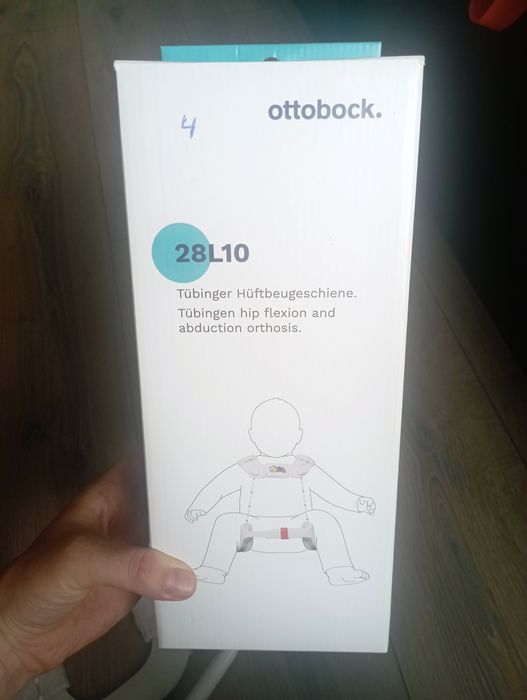 ottobock.
4
28L10
Tübinger Hüftbeugeschiene.
Tübingen hip flexion and
abduction orthosis.